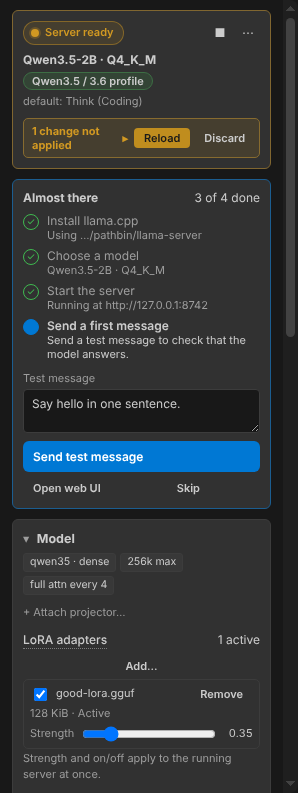 Server ready
Qwen3.5-2B · Q4_K_M
Qwen3.5 / 3.6 profile
default: Think (Coding)
1 change not applied
Reload
Discard
Almost there
3 of 4 done
Install llama.cpp
Using .../pathbin/llama-server
Choose a model
Qwen3.5-2B · Q4_K_M
Start the server
Running at http://127.0.0.1:8742
Send a first message
Send a test message to check that the
model answers.
Test message
Say hello in one sentence.
Send test message
Open web UI
Skip
Model
qwen35 · dense
256k max
full attn every 4
+ Attach projector...
LoRA adapters
1 active
Add...
good-lora.gguf
Remove
128 KiB · Active
Strength
0.35
Strength and on/off apply to the running
server at once.